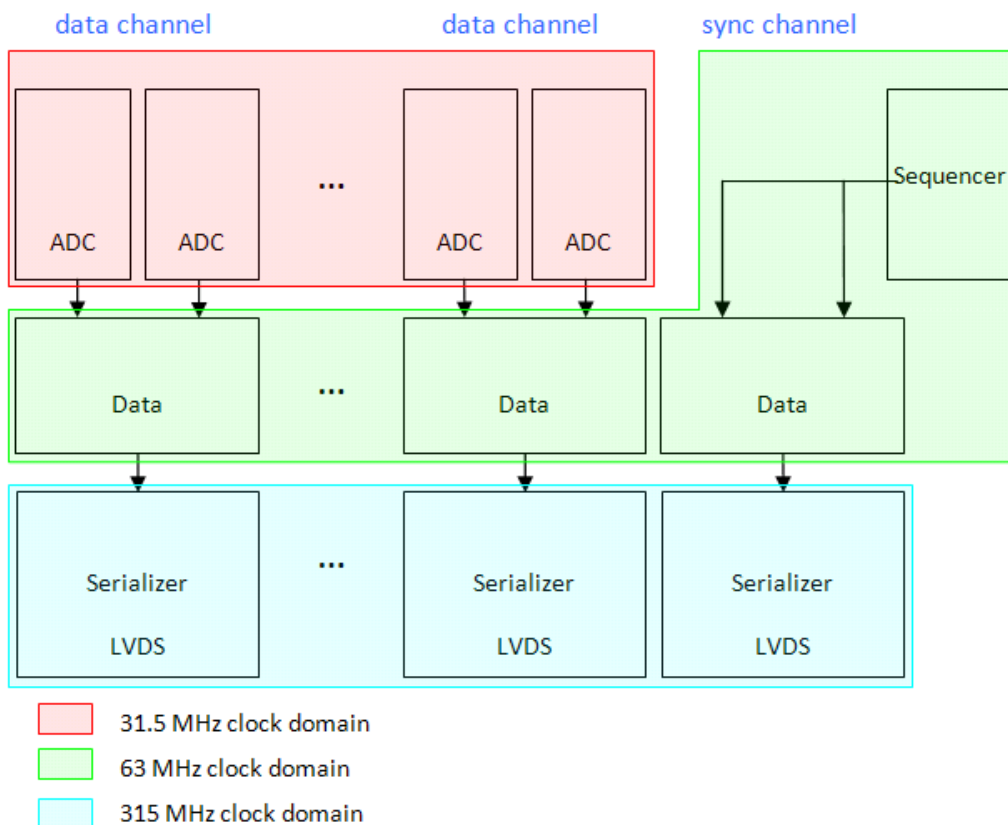 data channel
data channel
sync channel
...
Sequencer
ADC
ADC
ADC
ADC
...
Data
Data
Data
...
Serializer
LVDS
Serializer
LVDS
Serializer
LVDS
31.5 MHz clock domain
63 MHz clock domain
315 MHz clock domain